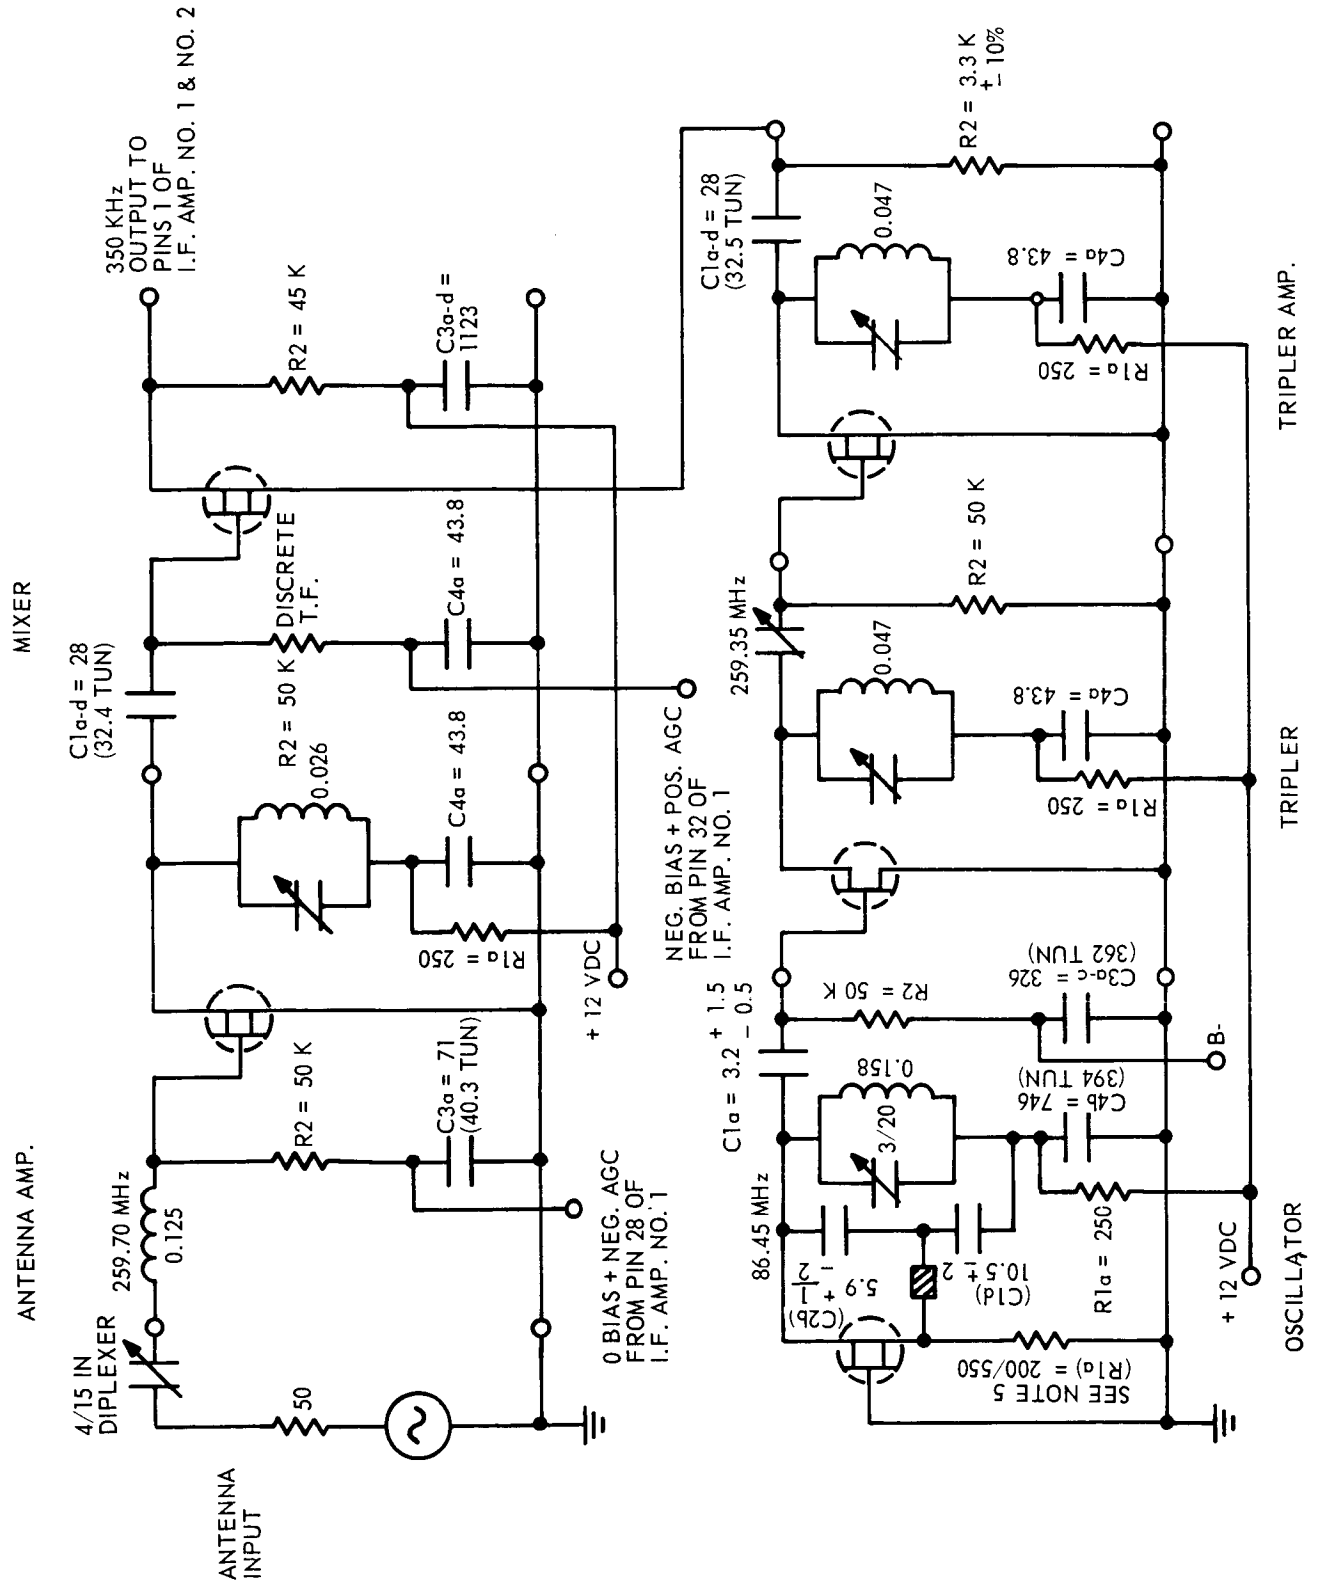 ANTENNA AMP.
MIXER
ANTENNA
INPUT
4/15 IN
DIPLEXER
50
259.70 MHz
0.125
R2 = 50 K
C3a = 71
(40.3 TUN)
0 BIAS + NEG. AGC
FROM PIN 28 OF
I.F. AMP. NO. 1
0.026
C4a = 43.8
R1a = 250
+ 12 VDC
C1a-d = 28
(32.4 TUN)
R2 = 50 K
DISCRETE
T.F.
C4a = 43.8
NEG. BIAS + POS. AGC
FROM PIN 32 OF
I.F. AMP. NO. 1
350 KHz
OUTPUT TO
PINS 1 OF
I.F. AMP. NO. 1 & NO. 2
R2 = 45 K
C3a-d =
1123
SEE NOTE 5
(R1a) = 200/550
86.45 MHz
(C2b)
5.9 + 1
- 2
(C1d)
10.5 ± 2
3/20
0.158
R1a = 250
C4b = 746
(394 TUN)
+ 12 VDC
C1a = 3.2 + 1.5
- 0.5
R2 = 50 K
C3a-c = 326
(362 TUN)
B-
0.047
R1a = 250
C4a = 43.8
259.35 MHz
R2 = 50 K
0.047
R1a = 250
C4a = 43.8
C1a-d = 28
(32.5 TUN)
R2 = 3.3 K
± 10%
OSCILLATOR
TRIPLER
TRIPLER AMP.